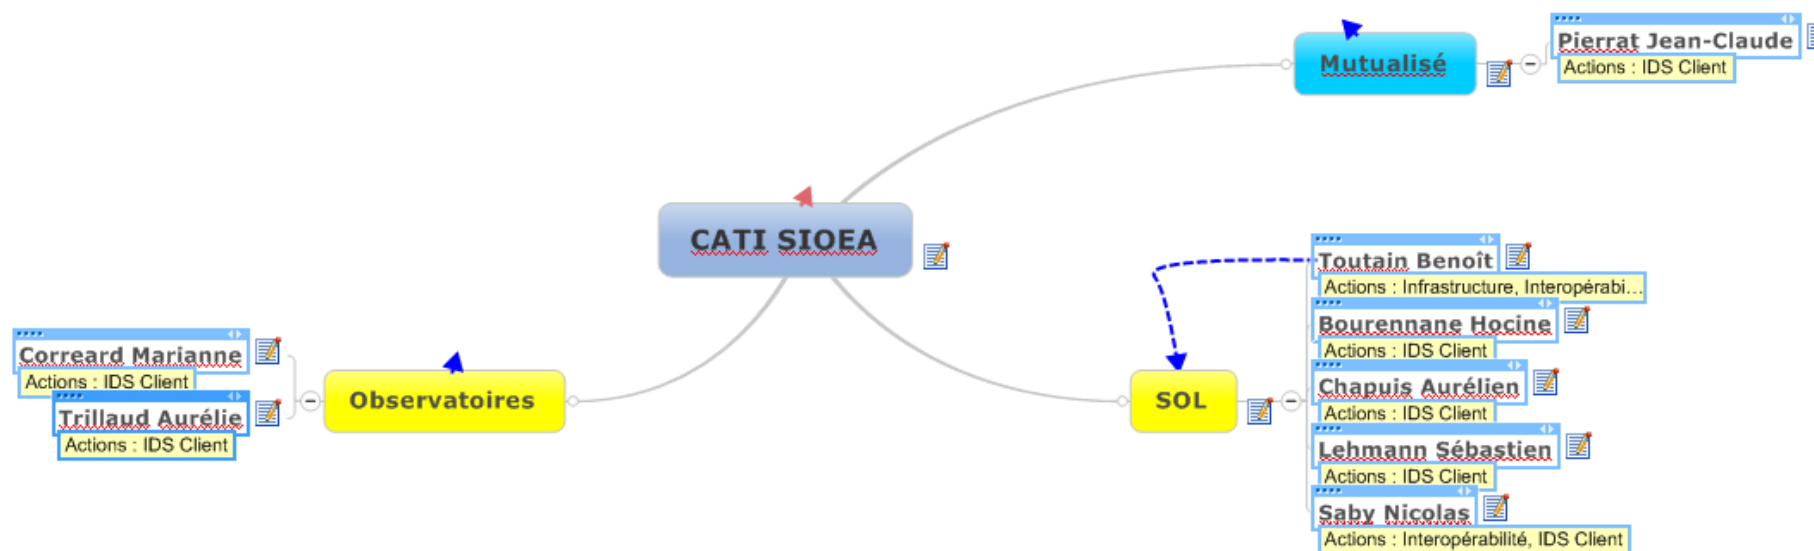 Mutualisé
Pierrat Jean-Claude
Actions : IDS Client
CATI SIOEA
Correard Marianne
Actions : IDS Client
Trillaud Aurélie
Actions : IDS Client
Observatoires
SOL
Toutain Benoît
Actions : Infrastructure, Interopérabi...
Bourennane Hocine
Actions : IDS Client
Chapuis Aurélien
Actions : IDS Client
Lehmann Sébastien
Actions : IDS Client
Saby Nicolas
Actions : Interopérabilité, IDS Client